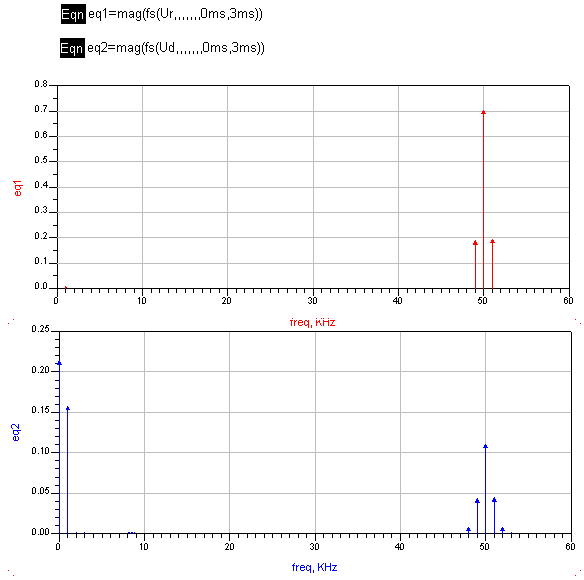 Eqn eq1=mag(fs(Ur,,,,,,,0ms,3ms))
Eqn eq2=mag(fs(Ud,,,,,,,0ms,3ms))
0.8
0.7
0.6
0.5
0.4
0.3
0.2
0.1
0.0
eq1
0 10 20 30 40 50 60
freq, KHz
0.25
0.20
0.15
0.10
0.05
0.00
eq2
0 10 20 30 40 50 60
freq, KHz